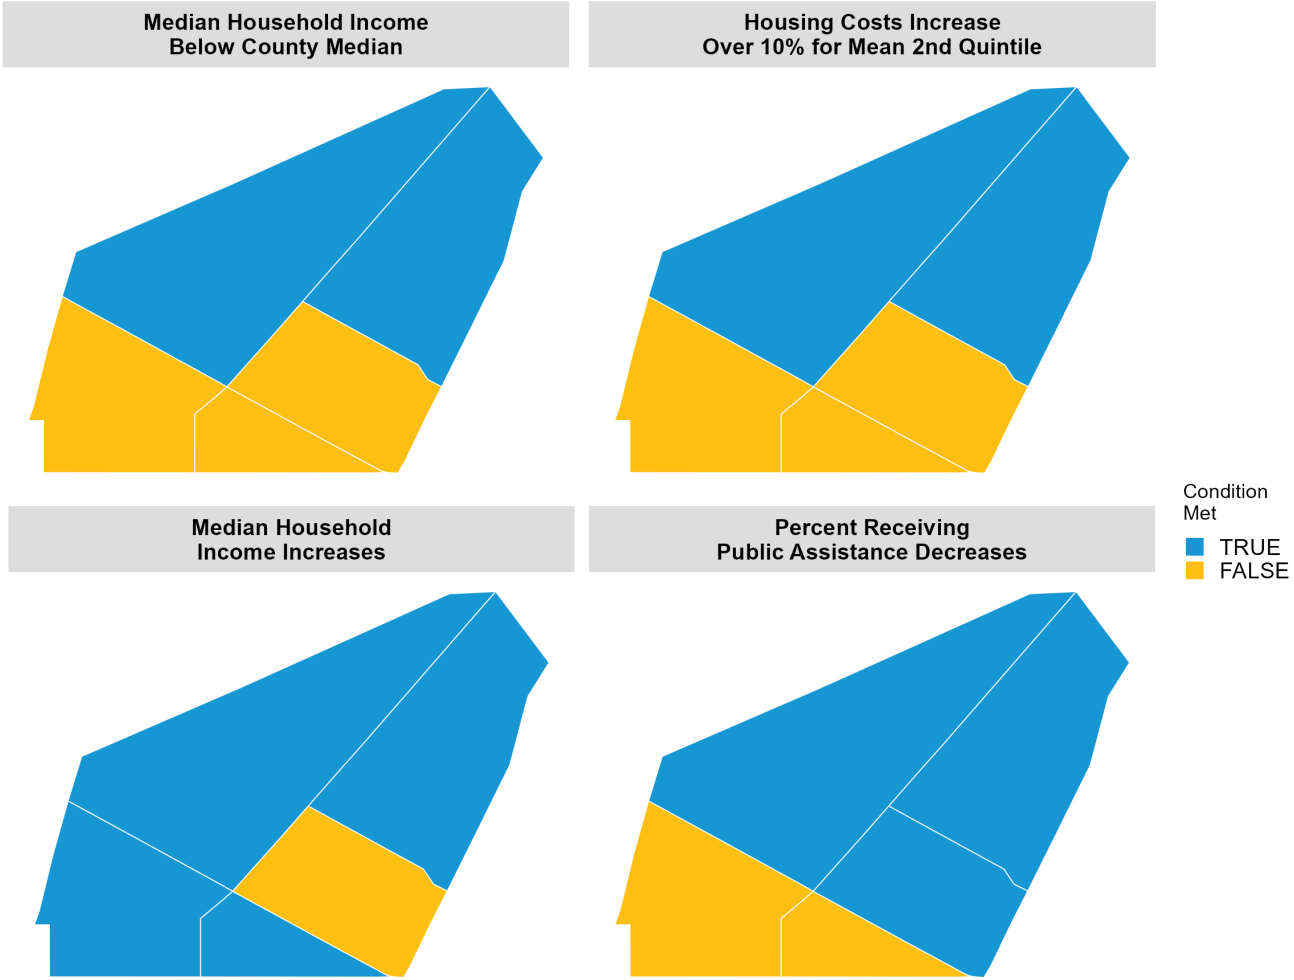 Median Household Income
Below County Median
Housing Costs Increase
Over 10% for Mean 2nd Quintile
Median Household
Income Increases
Percent Receiving
Public Assistance Decreases
Condition
Met
TRUE
FALSE